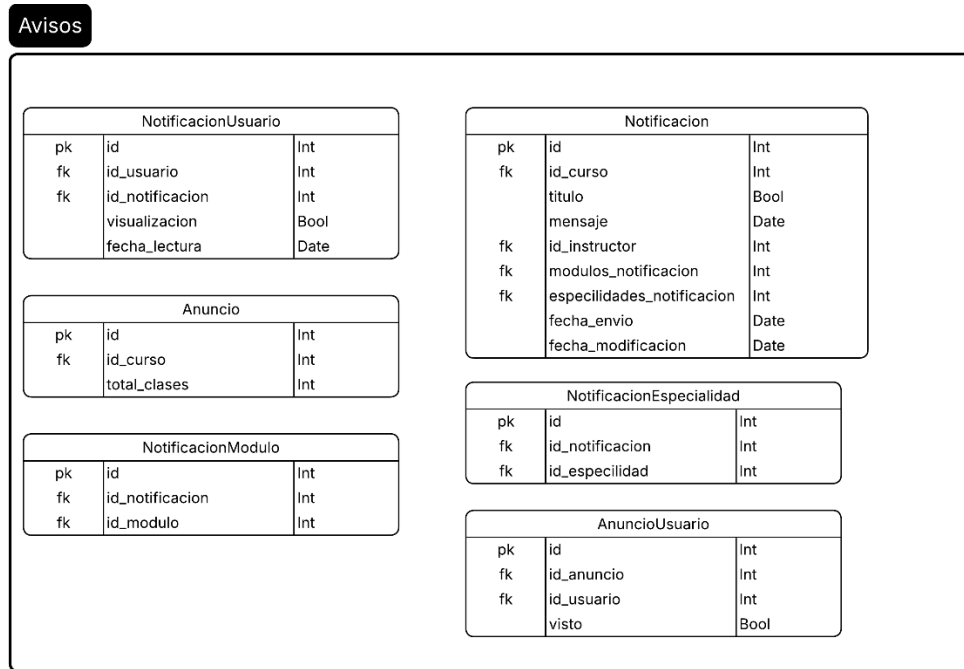 Avisos
NotificacionUsuario
pk id Int
fk id_usuario Int
fk id_notificacion Int
visualizacion Bool
fecha_lectura Date
Anuncio
pk id Int
fk id_curso Int
total_clases Int
NotificacionModulo
pk id Int
fk id_notificacion Int
fk id_modulo Int
Notificacion
pk id Int
fk id_curso Int
titulo Bool
mensaje Date
fk id_instructor Int
fk modulos_notificacion Int
fk especilidades_notificacion Int
fecha_envio Date
fecha_modificacion Date
NotificacionEspecialidad
pk id Int
fk id_notificacion Int
fk id_especilidad Int
AnuncioUsuario
pk id Int
fk id_anuncio Int
fk id_usuario Int
visto Bool